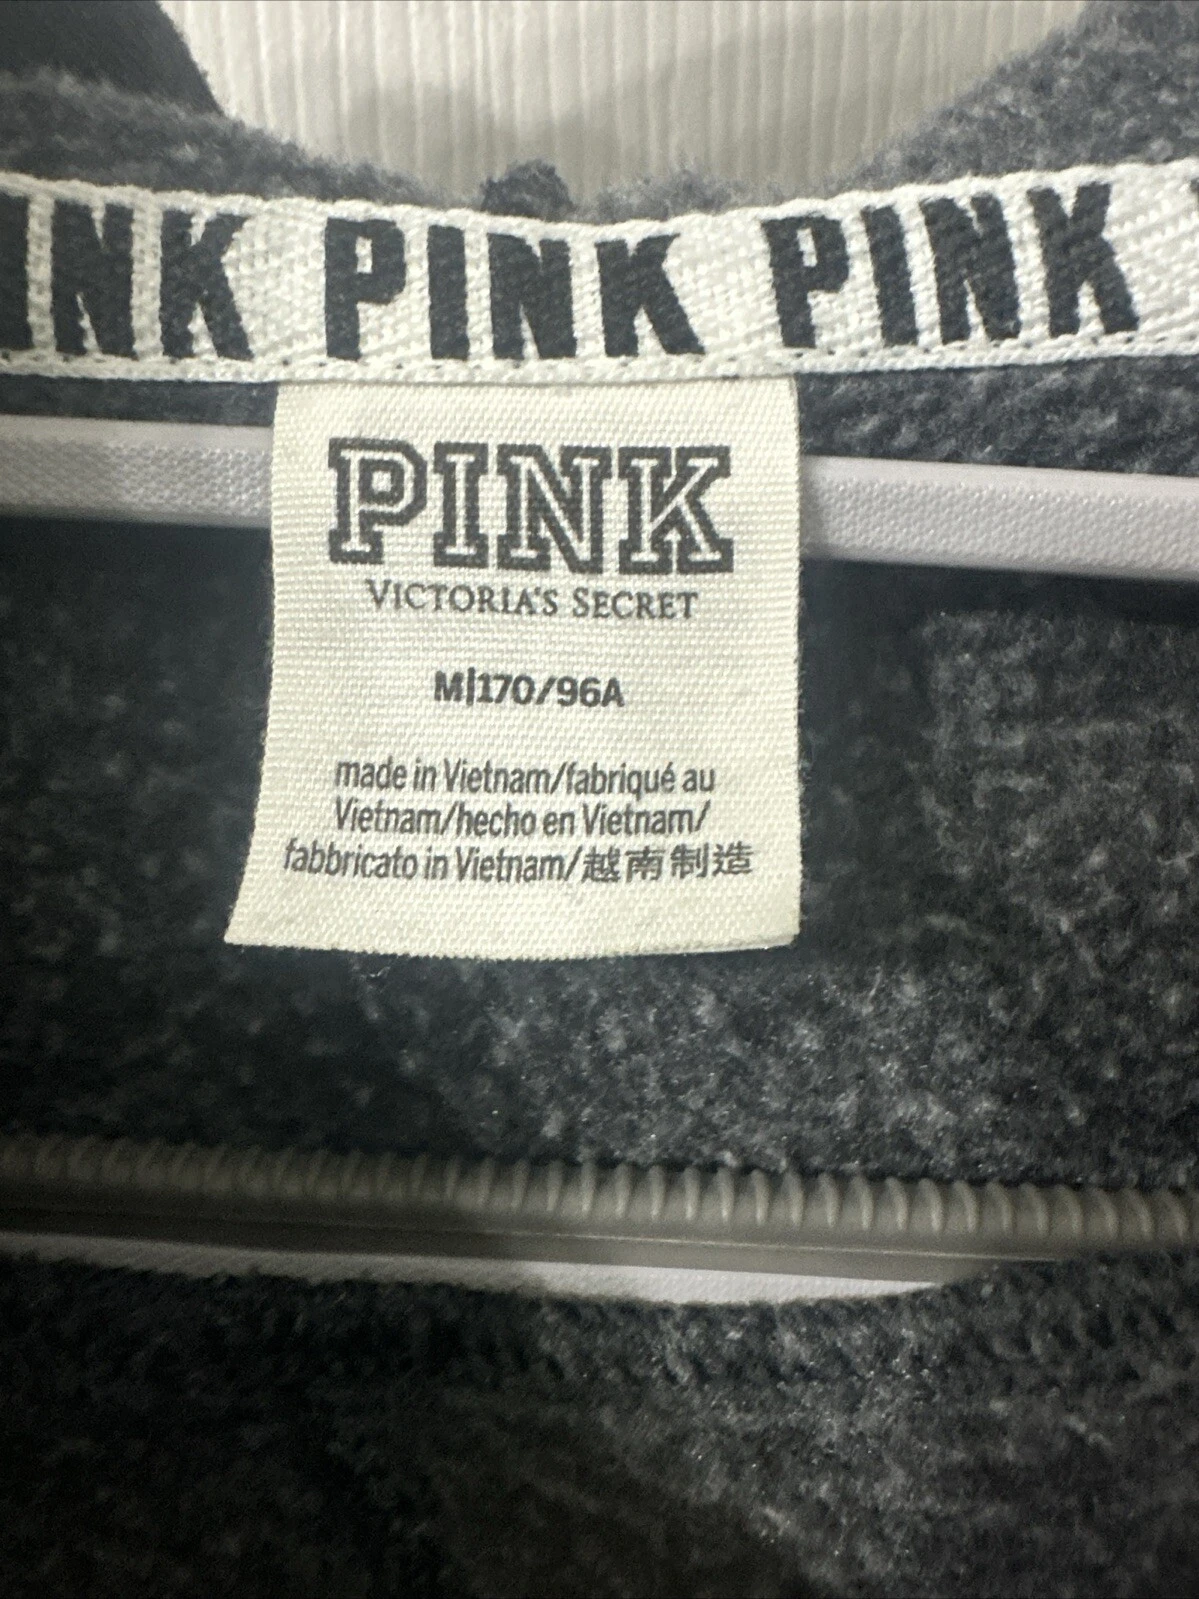 INK PINK PINK
PINK
VICTORIA'S SECRET
M|170/96A
made in Vietnam/fabriqué au
Vietnam/hecho en Vietnam/
fabbricato in Vietnam/越南制造